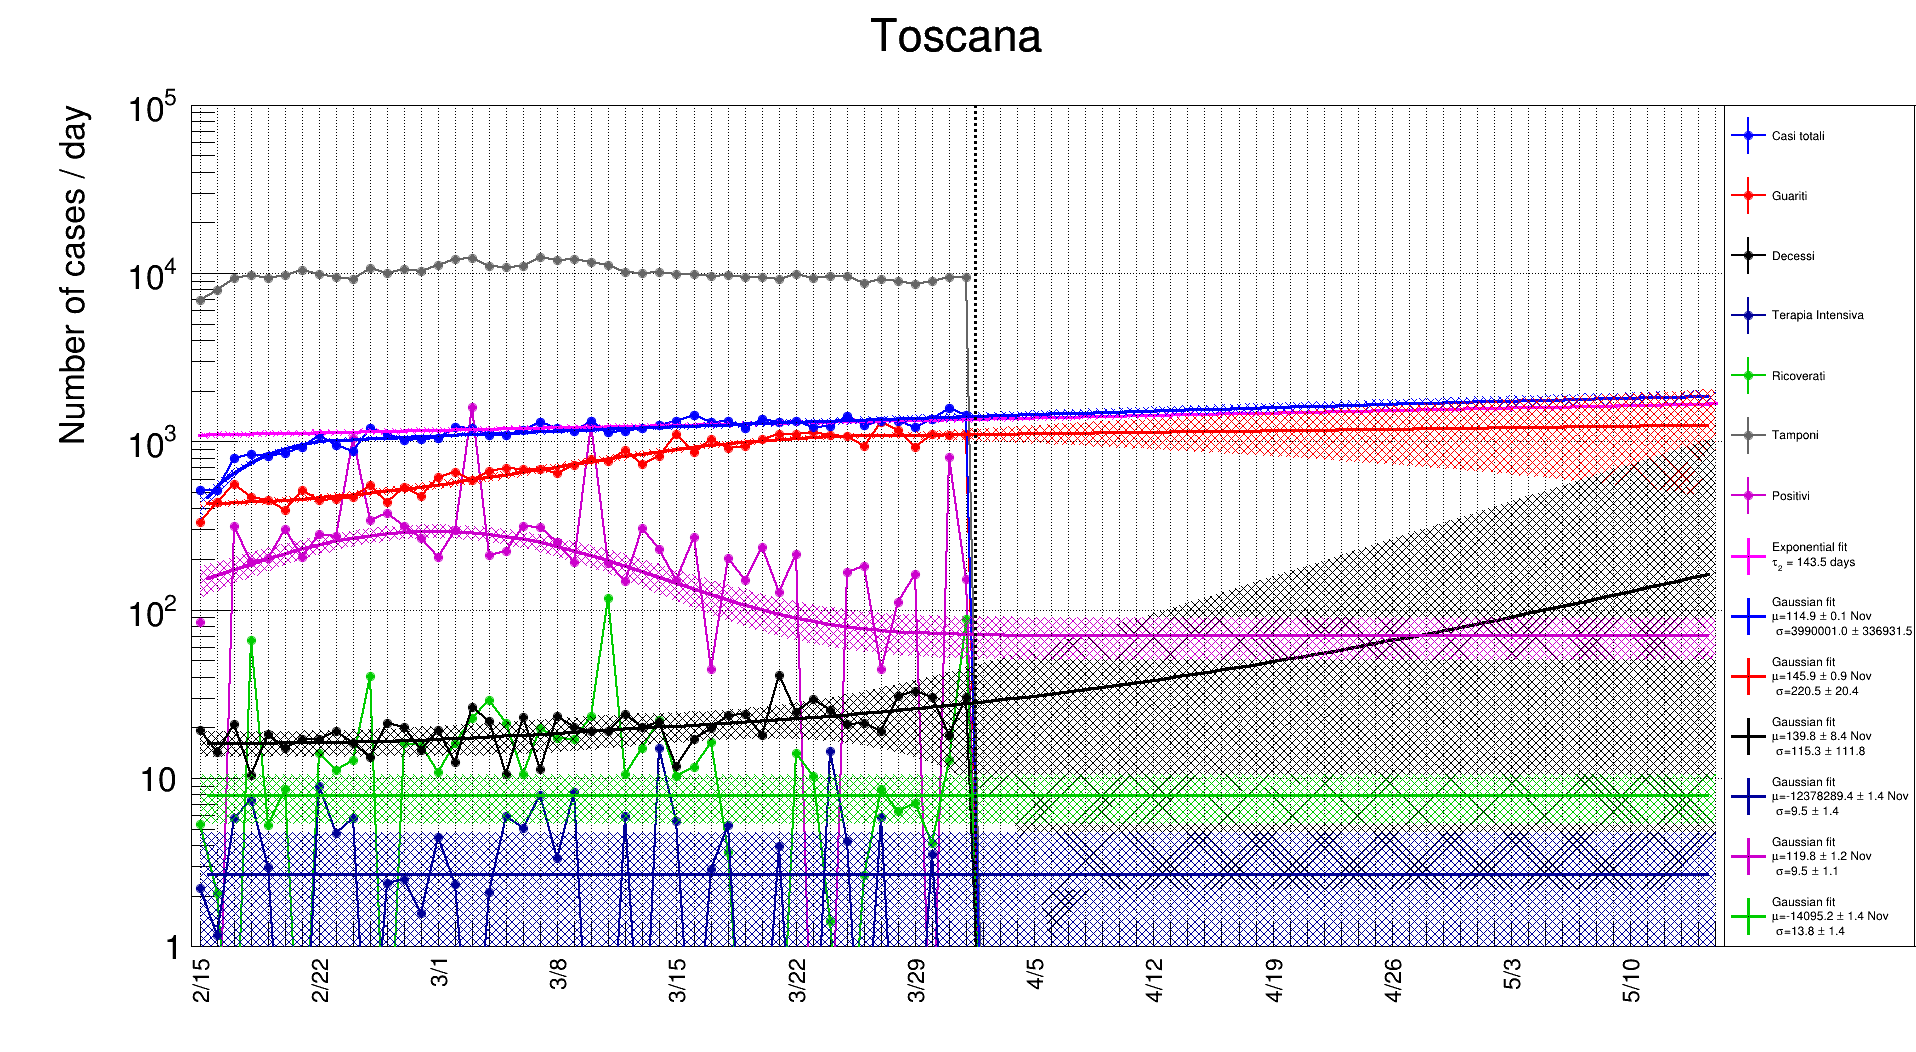 Toscana
Number of cases / day
10^5
10^4
10^3
10^2
10
1
2/15
2/22
3/1
3/8
3/15
3/22
3/29
4/5
4/12
4/19
4/26
5/3
5/10
Casi totali
Guariti
Decessi
Terapia Intensiva
Ricoverati
Tamponi
Positivi
Exponential fit
τ₂ = 143.5 days
Gaussian fit
μ=114.9 ± 0.1 Nov
σ=3990001.0 ± 336931.5
Gaussian fit
μ=145.9 ± 0.9 Nov
σ=220.5 ± 20.4
Gaussian fit
μ=139.8 ± 8.4 Nov
σ=115.3 ± 111.8
Gaussian fit
μ=-12378289.4 ± 1.4 Nov
σ=9.5 ± 1.4
Gaussian fit
μ=119.8 ± 1.2 Nov
σ=9.5 ± 1.1
Gaussian fit
μ=-14095.2 ± 1.4 Nov
σ=13.8 ± 1.4